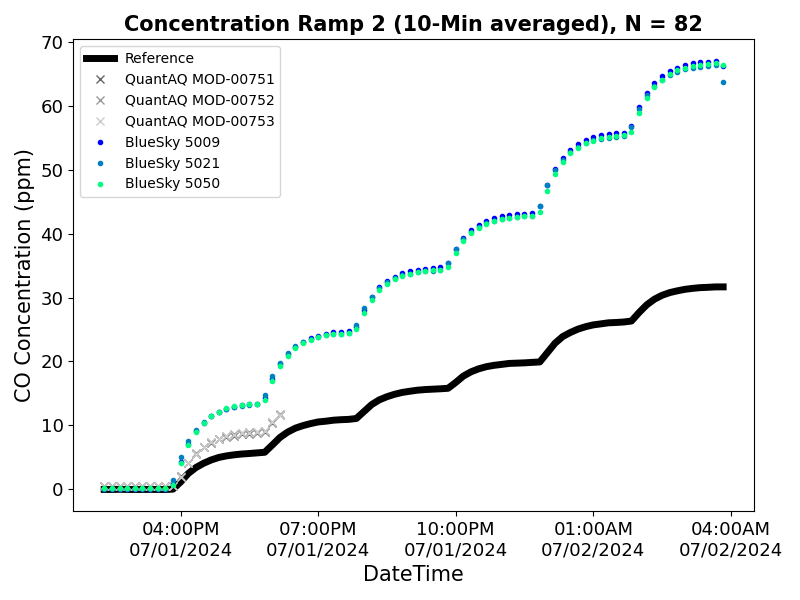 Concentration Ramp 2 (10-Min averaged), N = 82
Reference
QuantAQ MOD-00751
QuantAQ MOD-00752
QuantAQ MOD-00753
BlueSky 5009
BlueSky 5021
BlueSky 5050
CO Concentration (ppm)
70
60
50
40
30
20
10
0
04:00PM 07:00PM 10:00PM 01:00AM 04:00AM
07/01/2024 07/01/2024 07/01/2024 07/02/2024 07/02/2024
DateTime